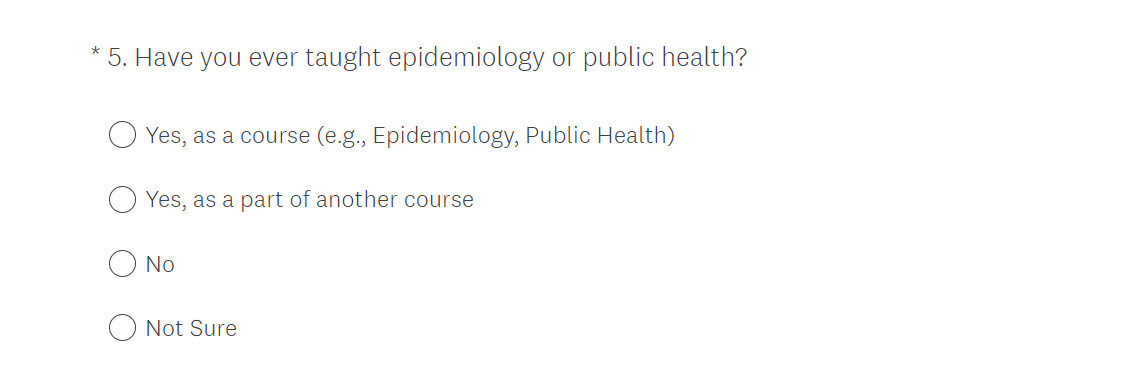 * 5. Have you ever taught epidemiology or public health?
Yes, as a course (e.g., Epidemiology, Public Health)
Yes, as a part of another course
No
Not Sure